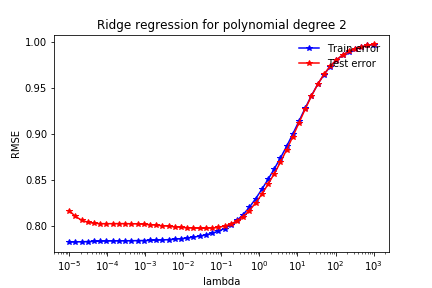 Ridge regression for polynomial degree 2
1.00
0.95
0.90
0.85
0.80
RMSE
Train error
Test error
10⁻⁵ 10⁻⁴ 10⁻³ 10⁻² 10⁻¹ 10⁰ 10¹ 10² 10³
lambda